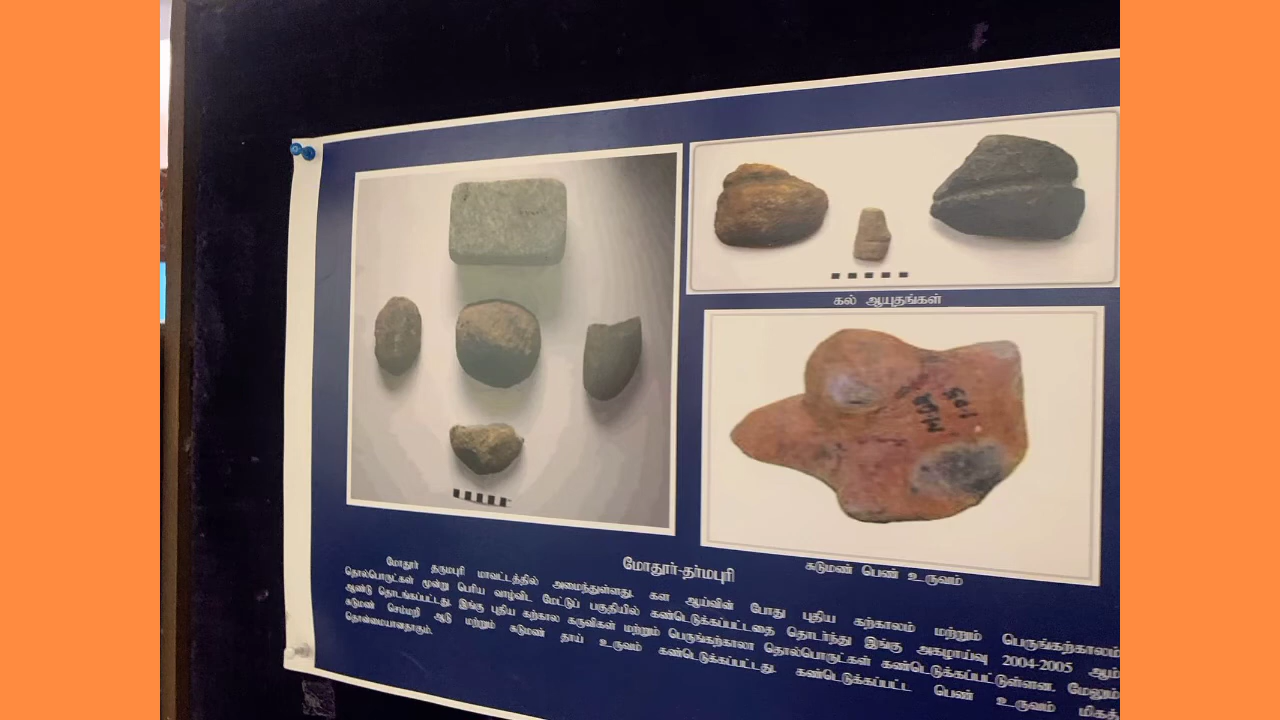 கல் ஆயுதங்கள்
MGR
105
சுடுமண் பெண் உருவம்
மோதூர்-தர்மபுரி
மோதூர் தருமபுரி மாவட்டத்தில் அமைந்துள்ளது. கள ஆய்வின் போது புதிய கற்காலம் மற்றும் பெருங்கற்காலம்
தொல்பொருட்கள் மூன்று பெரிய வாழ்விட மேட்டுப் பகுதியில் கண்டெடுக்கப்பட்டதை தொடர்ந்து இங்கு அகழாய்வு 2004-2005 ஆம்
ஆண்டு தொடங்கப்பட்டது. இங்கு புதிய கற்கால கருவிகள் மற்றும் பெருங்கற்காலா தொல்பொருட்கள் கண்டெடுக்கப்பட்டுள்ளன. மேலும்
சுடுமண் செம்மறி ஆடு மற்றும் சுடுமண் தாய் உருவம் கண்டெடுக்கப்பட்டது. கண்டெடுக்கப்பட்ட பெண் உருவம் மிகத்
தொன்மையானதாகும்.